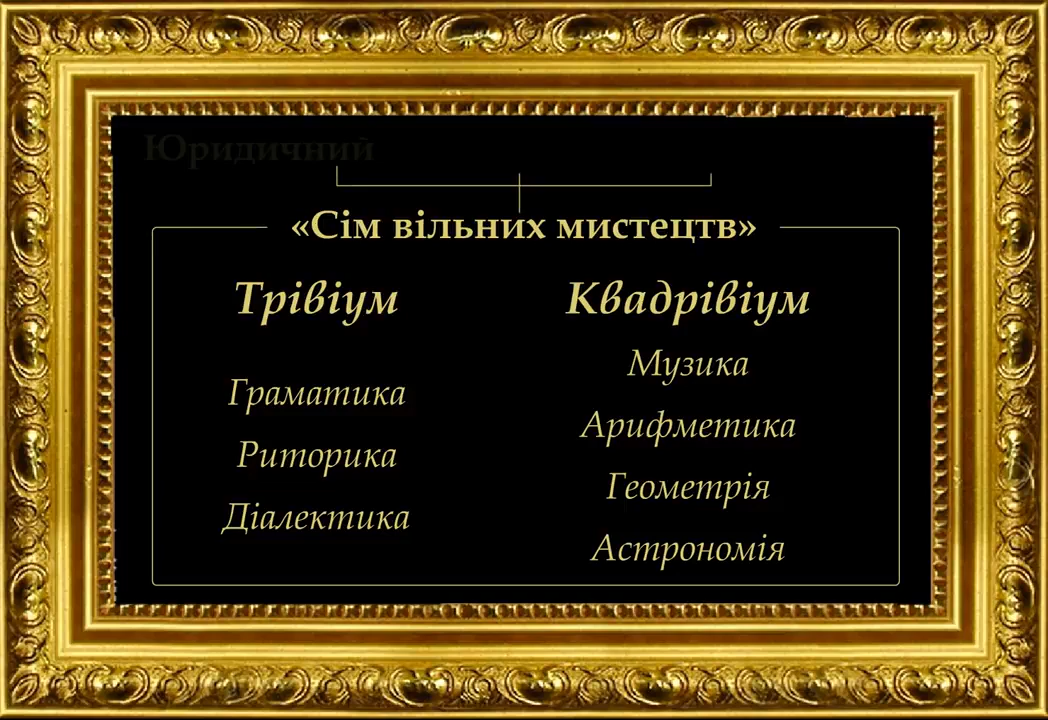 Юридичний
«Сім вільних мистецтв»
Трівіум
Граматика
Риторика
Діалектика
Квадрівіум
Музика
Арифметика
Геометрія
Астрономія